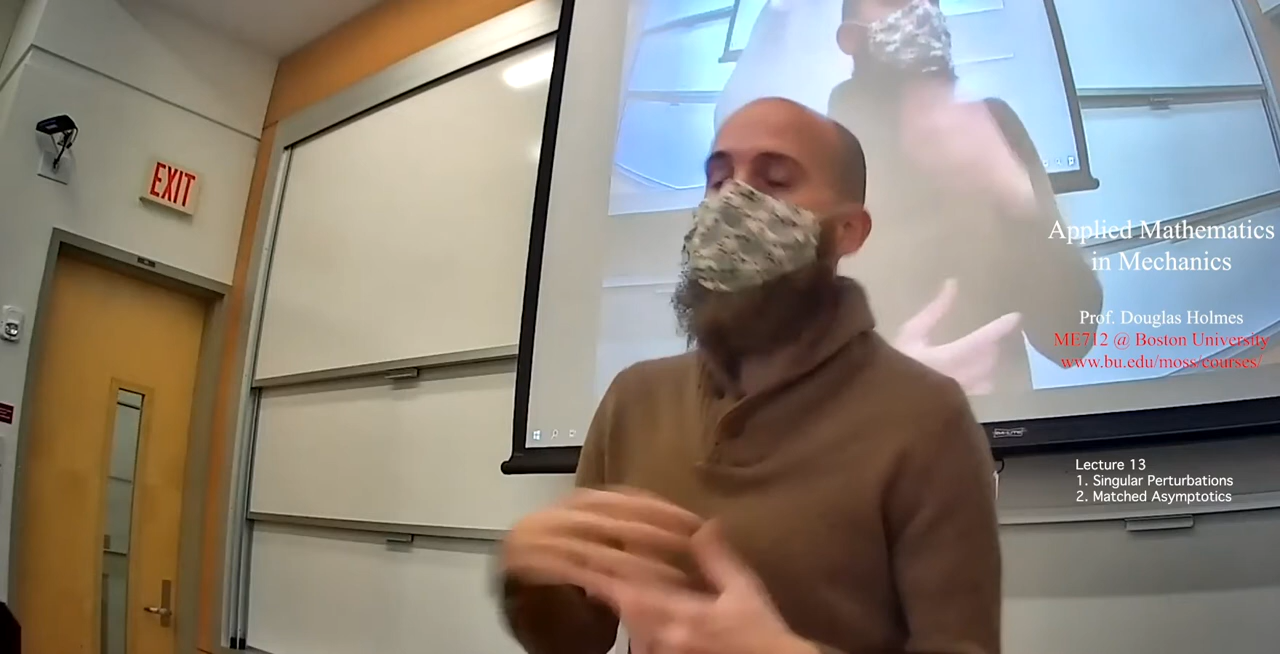 EXIT
Applied Mathematics
in Mechanics
Prof. Douglas Holmes
ME712 @ Boston University
www.bu.edu/moss/courses/
Lecture 13
1. Singular Perturbations
2. Matched Asymptotics